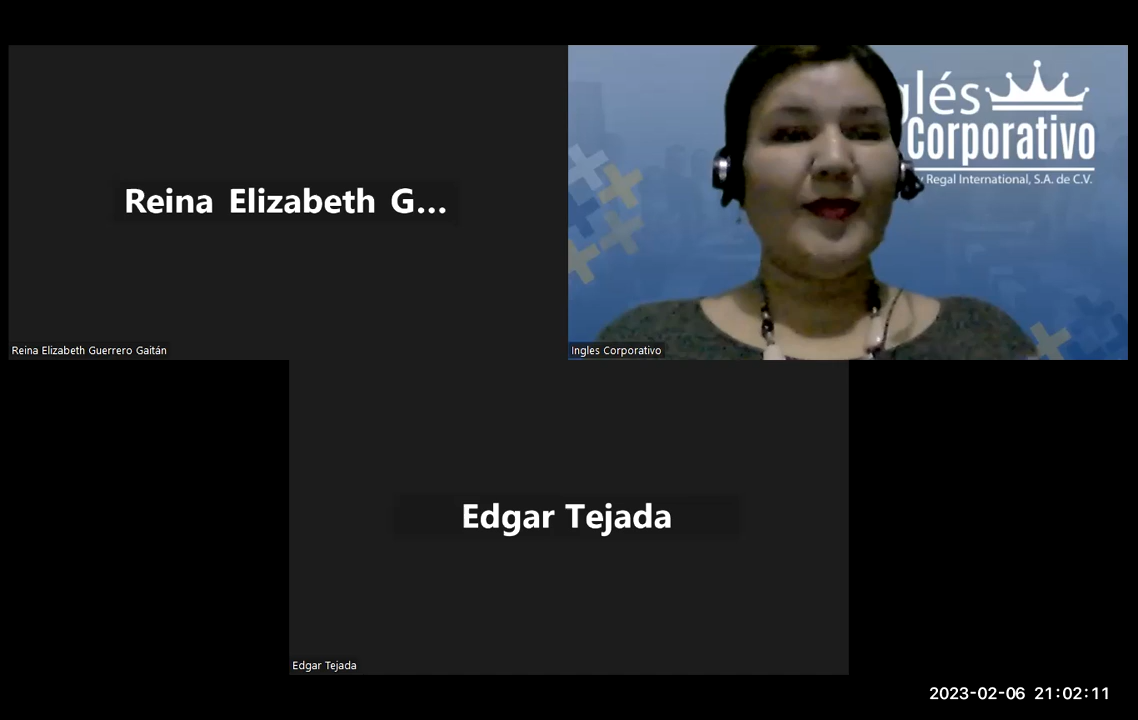 Reina Elizabeth G...
Reina Elizabeth Guerrero Gaitán
glés
Corporativo
Regal International, S.A. de C.V.
Ingles Corporativo
Edgar Tejada
Edgar Tejada
2023-02-06 21:02:11